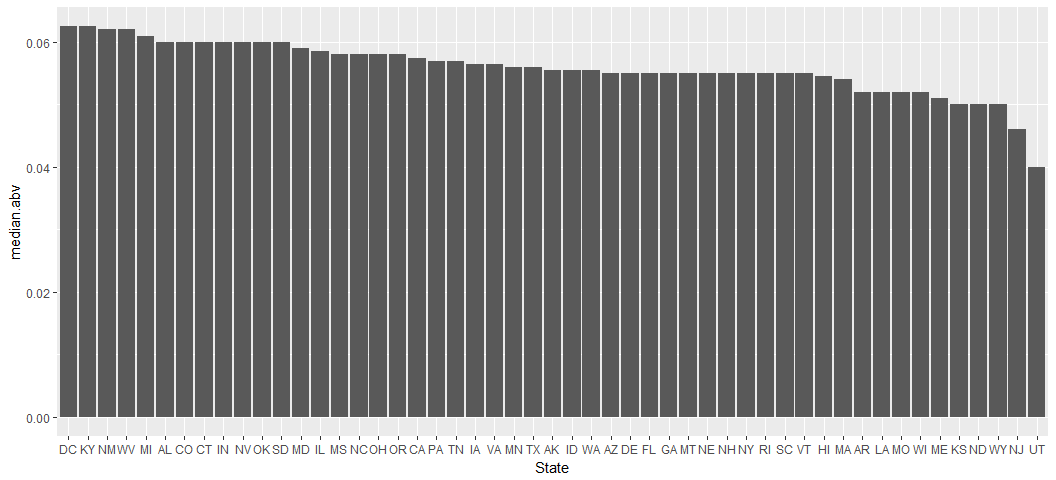 median.abv
0.06
0.04
0.02
0.00
DC KY NM WV MI AL CO CT IN NV OK SD MD IL MS NC OH OR CA PA TN IA VA MN TX AK ID WA AZ DE FL GA MT NE NH NY RI SC VT HI MA AR LA MO WI ME KS ND WY NJ UT
State